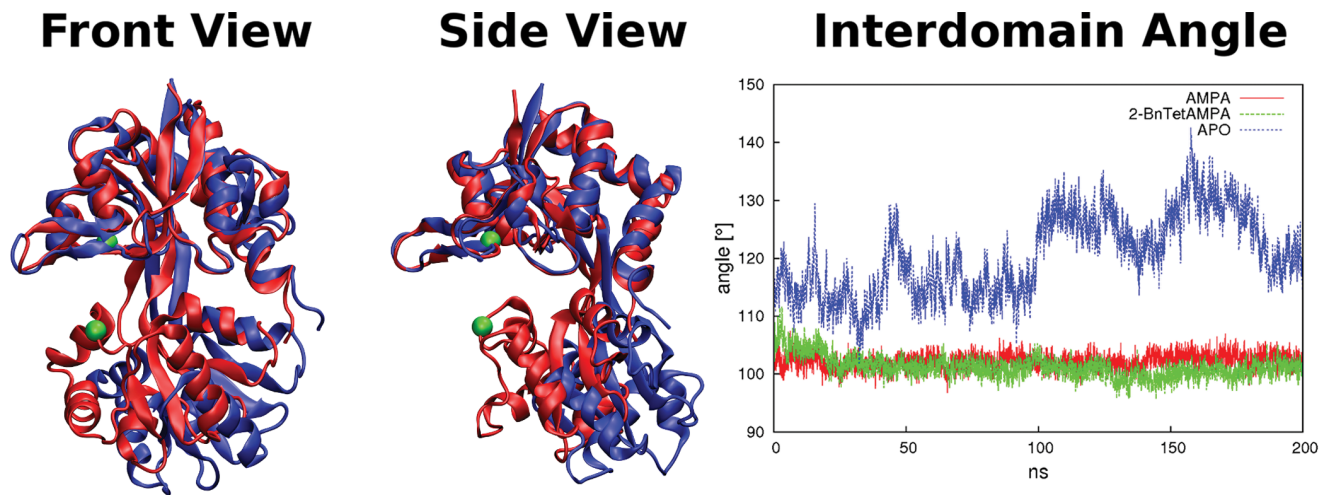 Front View
Side View
Interdomain Angle
150
140
130
120
110
100
90
angle [°]
AMPA
2-BnTetAMPA
APO
0
50
100
150
200
ns